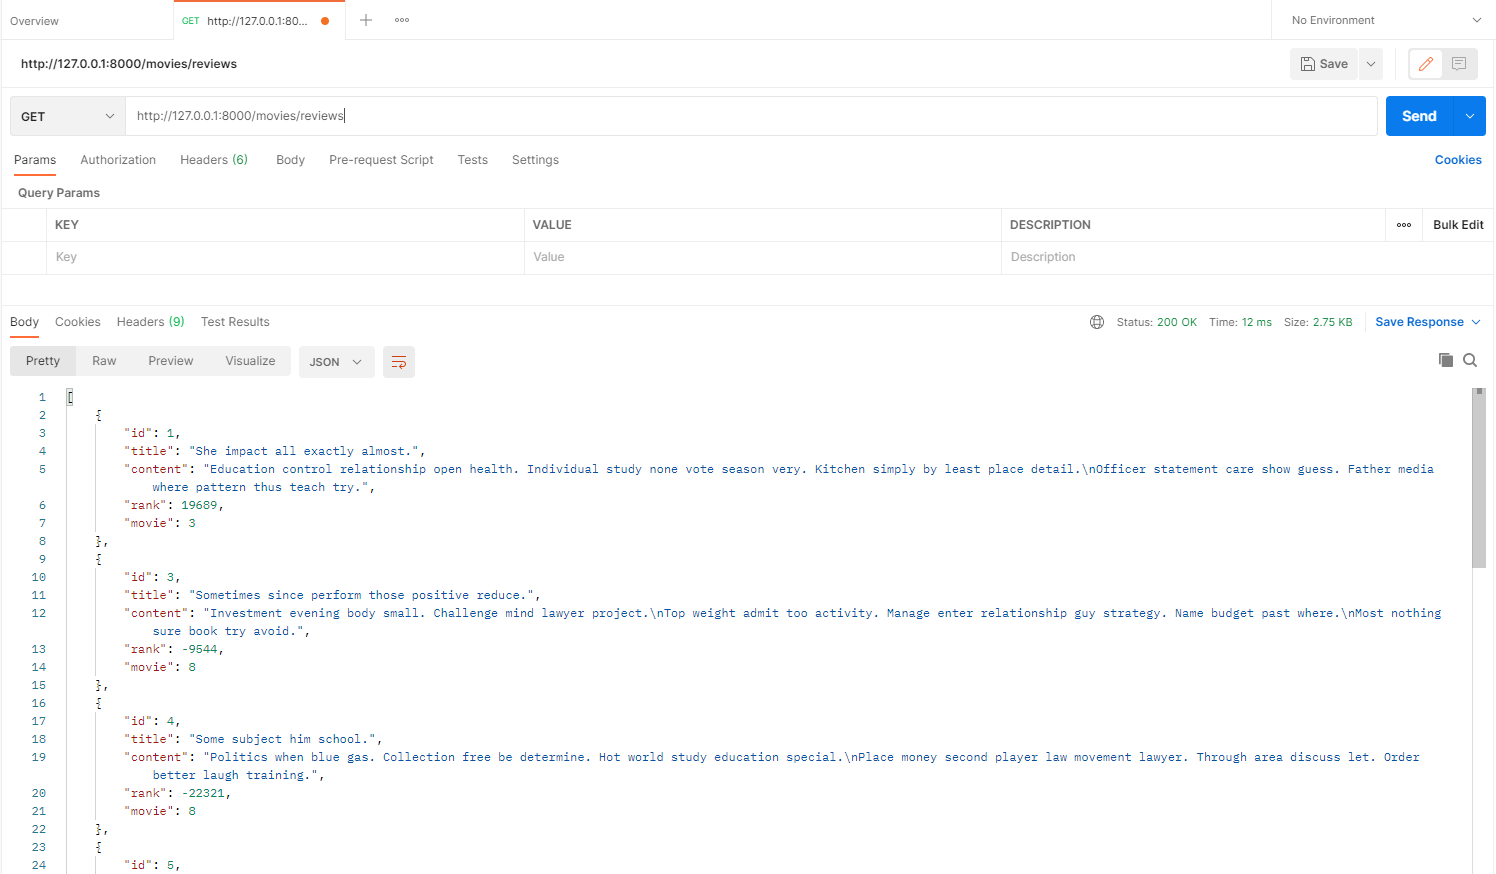 Overview
GET http://127.0.0.1:80...
No Environment
http://127.0.0.1:8000/movies/reviews
Save
GET http://127.0.0.1:8000/movies/reviews Send
Params Authorization Headers (6) Body Pre-request Script Tests Settings Cookies
Query Params
KEY VALUE DESCRIPTION Bulk Edit
Key Value Description
Body Cookies Headers (9) Test Results Status: 200 OK Time: 12 ms Size: 2.75 KB Save Response
Pretty Raw Preview Visualize JSON
1 [
2 {
3 "id": 1,
4 "title": "She impact all exactly almost.",
5 "content": "Education control relationship open health. Individual study none vote season very. Kitchen simply by least place detail.\nOfficer statement care show guess. Father media
where pattern thus teach try.",
6 "rank": 19689,
7 "movie": 3
8 },
9 {
10 "id": 3,
11 "title": "Sometimes since perform those positive reduce.",
12 "content": "Investment evening body small. Challenge mind lawyer project.\nTop weight admit too activity. Manage enter relationship guy strategy. Name budget past where.\nMost nothing
sure book try avoid.",
13 "rank": -9544,
14 "movie": 8
15 },
16 {
17 "id": 4,
18 "title": "Some subject him school.",
19 "content": "Politics when blue gas. Collection free be determine. Hot world study education special.\nPlace money second player law movement lawyer. Through area discuss let. Order
better laugh training.",
20 "rank": -22321,
21 "movie": 8
22 },
23 {
24 "id": 5,